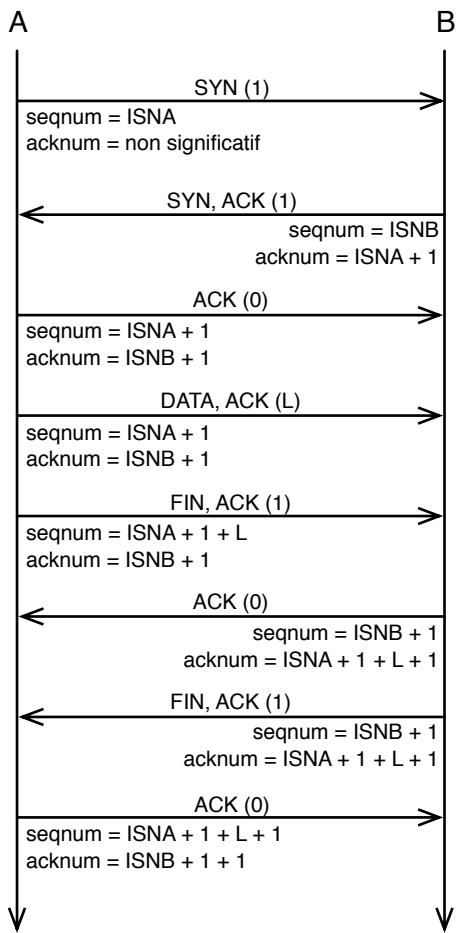 A
B
SYN (1)
seqnum = ISNA
acknum = non significatif
SYN, ACK (1)
seqnum = ISNB
acknum = ISNA + 1
ACK (0)
seqnum = ISNA + 1
acknum = ISNB + 1
DATA, ACK (L)
seqnum = ISNA + 1
acknum = ISNB + 1
FIN, ACK (1)
seqnum = ISNA + 1 + L
acknum = ISNB + 1
ACK (0)
seqnum = ISNB + 1
acknum = ISNA + 1 + L + 1
FIN, ACK (1)
seqnum = ISNB + 1
acknum = ISNA + 1 + L + 1
ACK (0)
seqnum = ISNA + 1 + L + 1
acknum = ISNB + 1 + 1